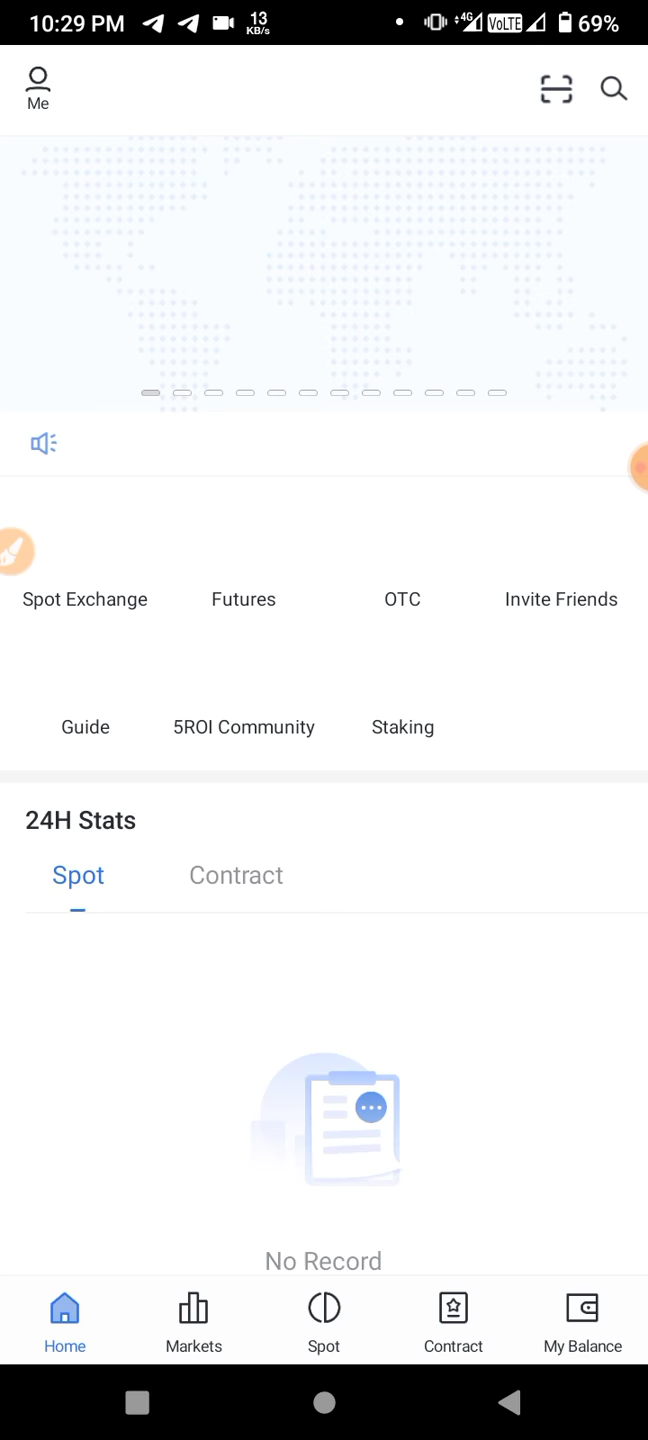 10:29 PM 13 KB/s 4G VoLTE 69%
Me
Spot Exchange Futures OTC Invite Friends
Guide 5ROI Community Staking
24H Stats
Spot Contract
No Record
Home Markets Spot Contract My Balance